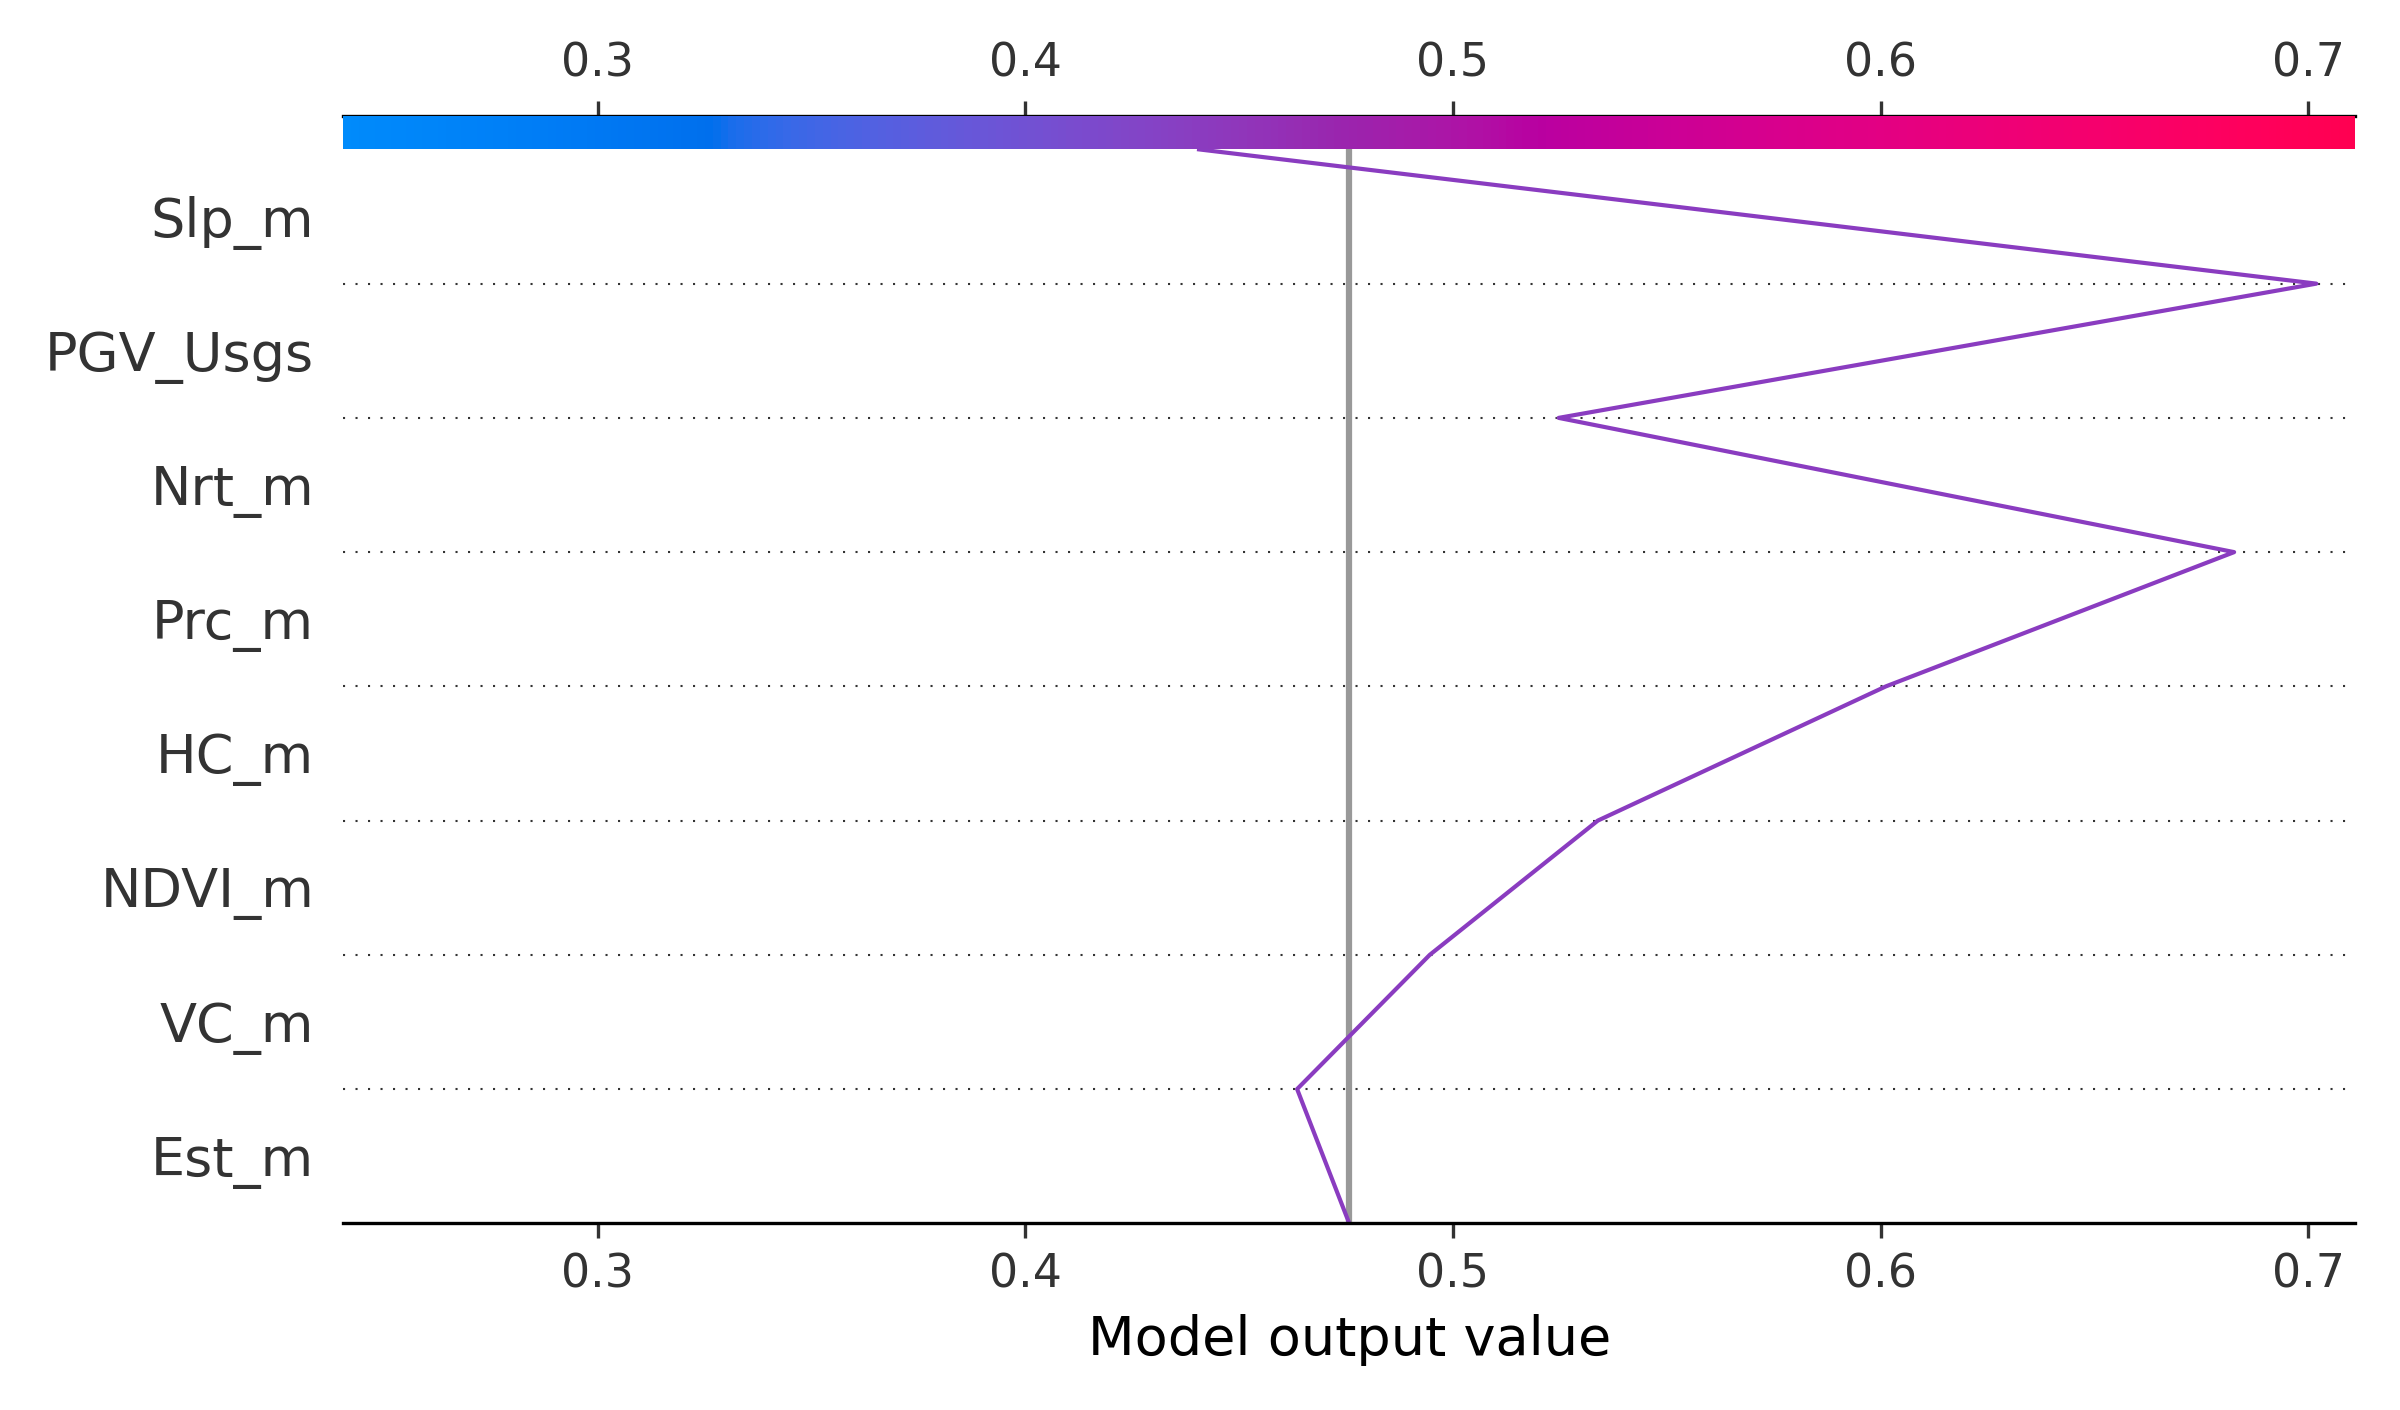 0.3 0.4 0.5 0.6 0.7
Slp_m
PGV_Usgs
Nrt_m
Prc_m
HC_m
NDVI_m
VC_m
Est_m
0.3 0.4 0.5 0.6 0.7
Model output value